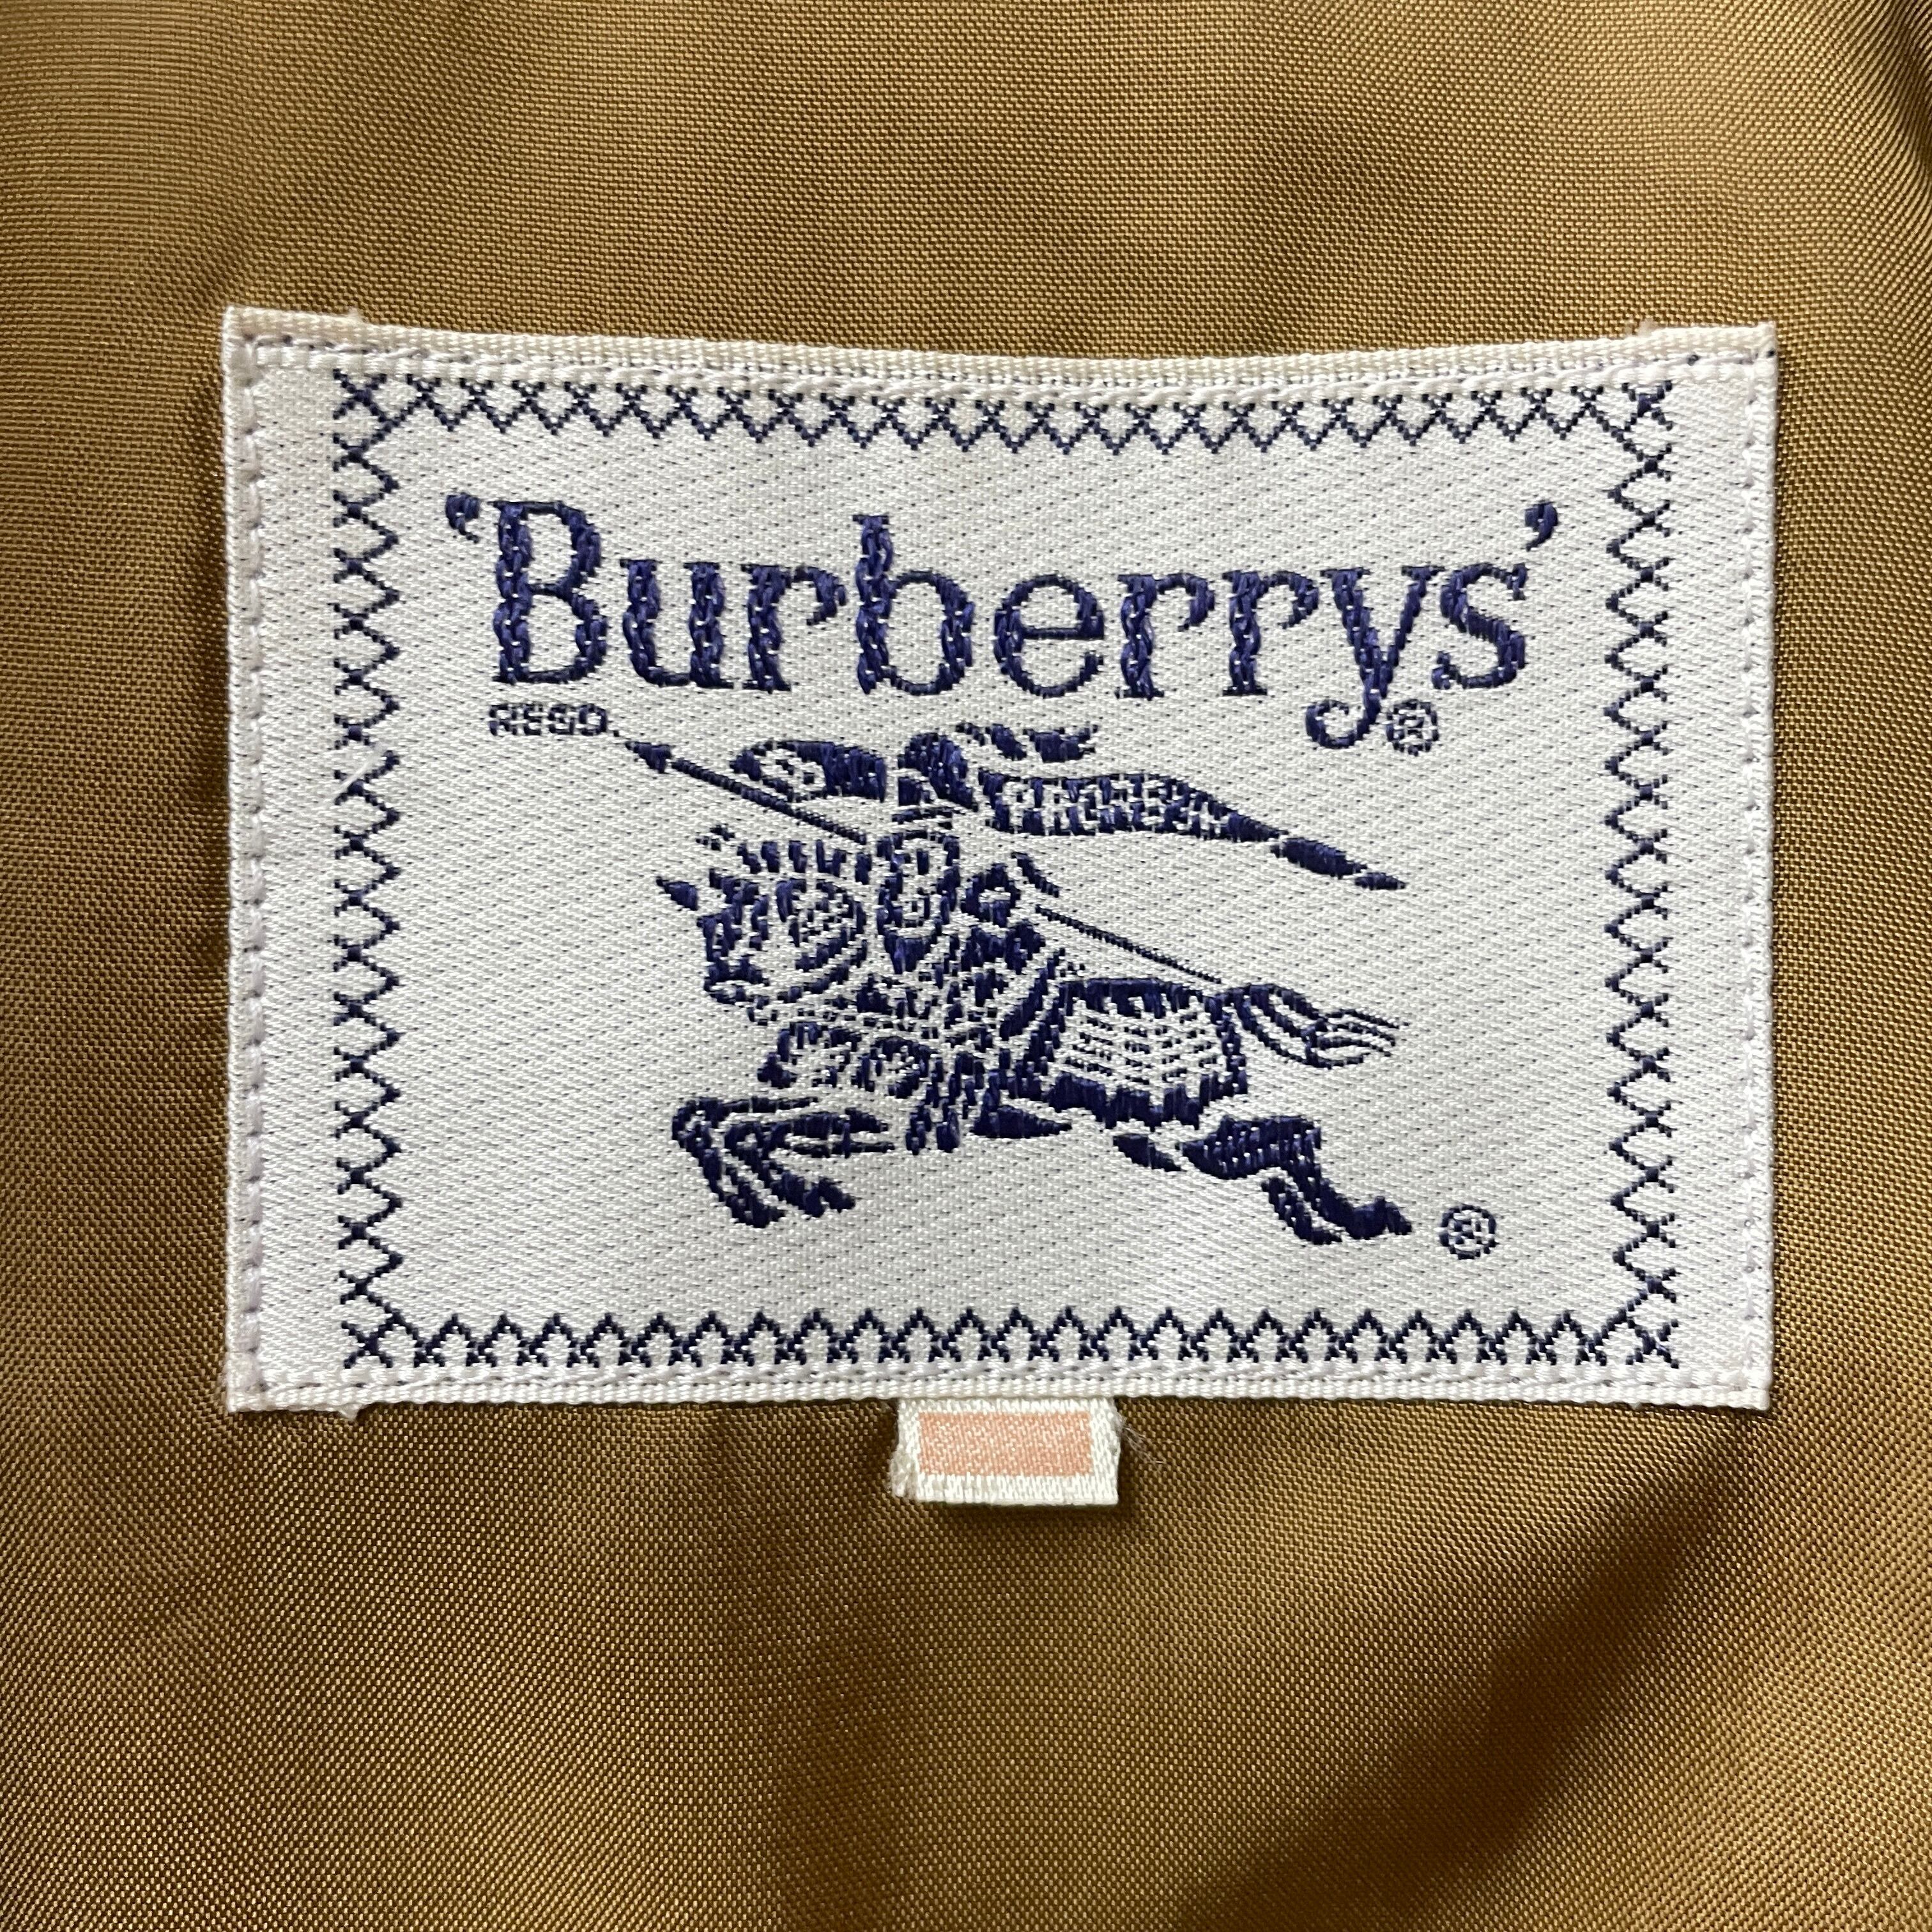 ‘Burberrys’
REGD. ®
®